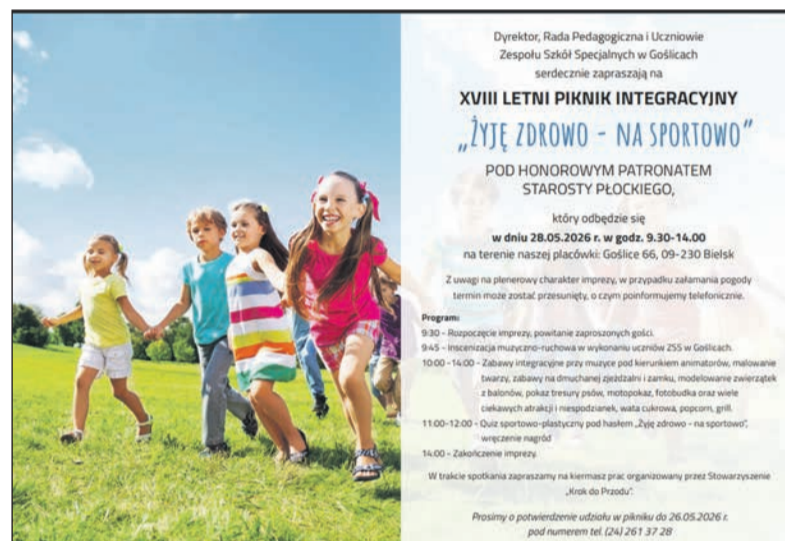 Dyrektor, Rada Pedagogiczna i Uczniowie
Zespołu Szkół Specjalnych w Goślicach
serdecznie zapraszają na
XVIII LETNI PIKNIK INTEGRACYJNY
„ŻYJĘ ZDROWO - NA SPORTOWO”
POD HONOROWYM PATRONATEM
STAROSTY PŁOCKIEGO,
który odbędzie się
w dniu 28.05.2026 r. w godz. 9.30-14.00
na terenie naszej placówki: Goślice 66, 09-230 Bielsk
Z uwagi na plenerowy charakter imprezy, w przypadku załamania pogody
termin może zostać przesunięty, o czym poinformujemy telefonicznie.
Program:
9:30 - Rozpoczęcie imprezy, powitanie zaproszonych gości.
9:45 - Inscenizacja muzyczno-ruchowa w wykonaniu uczniów ZSS w Goślicach.
10:00 -14:00 - Zabawy integracyjne przy muzyce pod kierunkiem animatorów, malowanie
twarzy, zabawy na dmuchanej zjeżdżalni i zamku, modelowanie zwierzątek
z balonów, pokaz tresury psów, motopokaz, fotobudka oraz wiele
ciekawych atrakcji i niespodzianek, wata cukrowa, popcorn, grill.
11:00-12:00 - Quiz sportowo-plastyczny pod hasłem „Żyję zdrowo - na sportowo”,
wręczenie nagród
14:00 - Zakończenie imprezy.
W trakcie spotkania zapraszamy na kiermasz prac organizowany przez Stowarzyszenie
„Krok do Przodu”.
Prosimy o potwierdzenie udziału w pikniku do 26.05.2026 r.
pod numerem tel. (24) 261 37 28